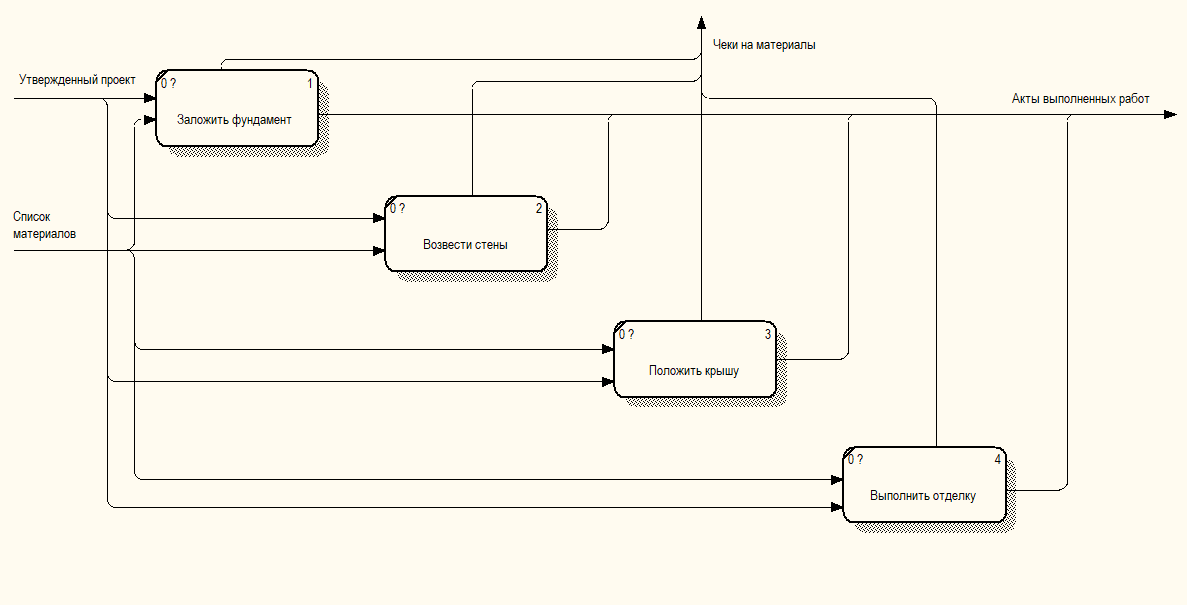 Чеки на материалы
Утвержденный проект
0 ?
1
Заложить фундамент
Акты выполненных работ
Список
материалов
0 ?
2
Возвести стены
0 ?
3
Положить крышу
0 ?
4
Выполнить отделку